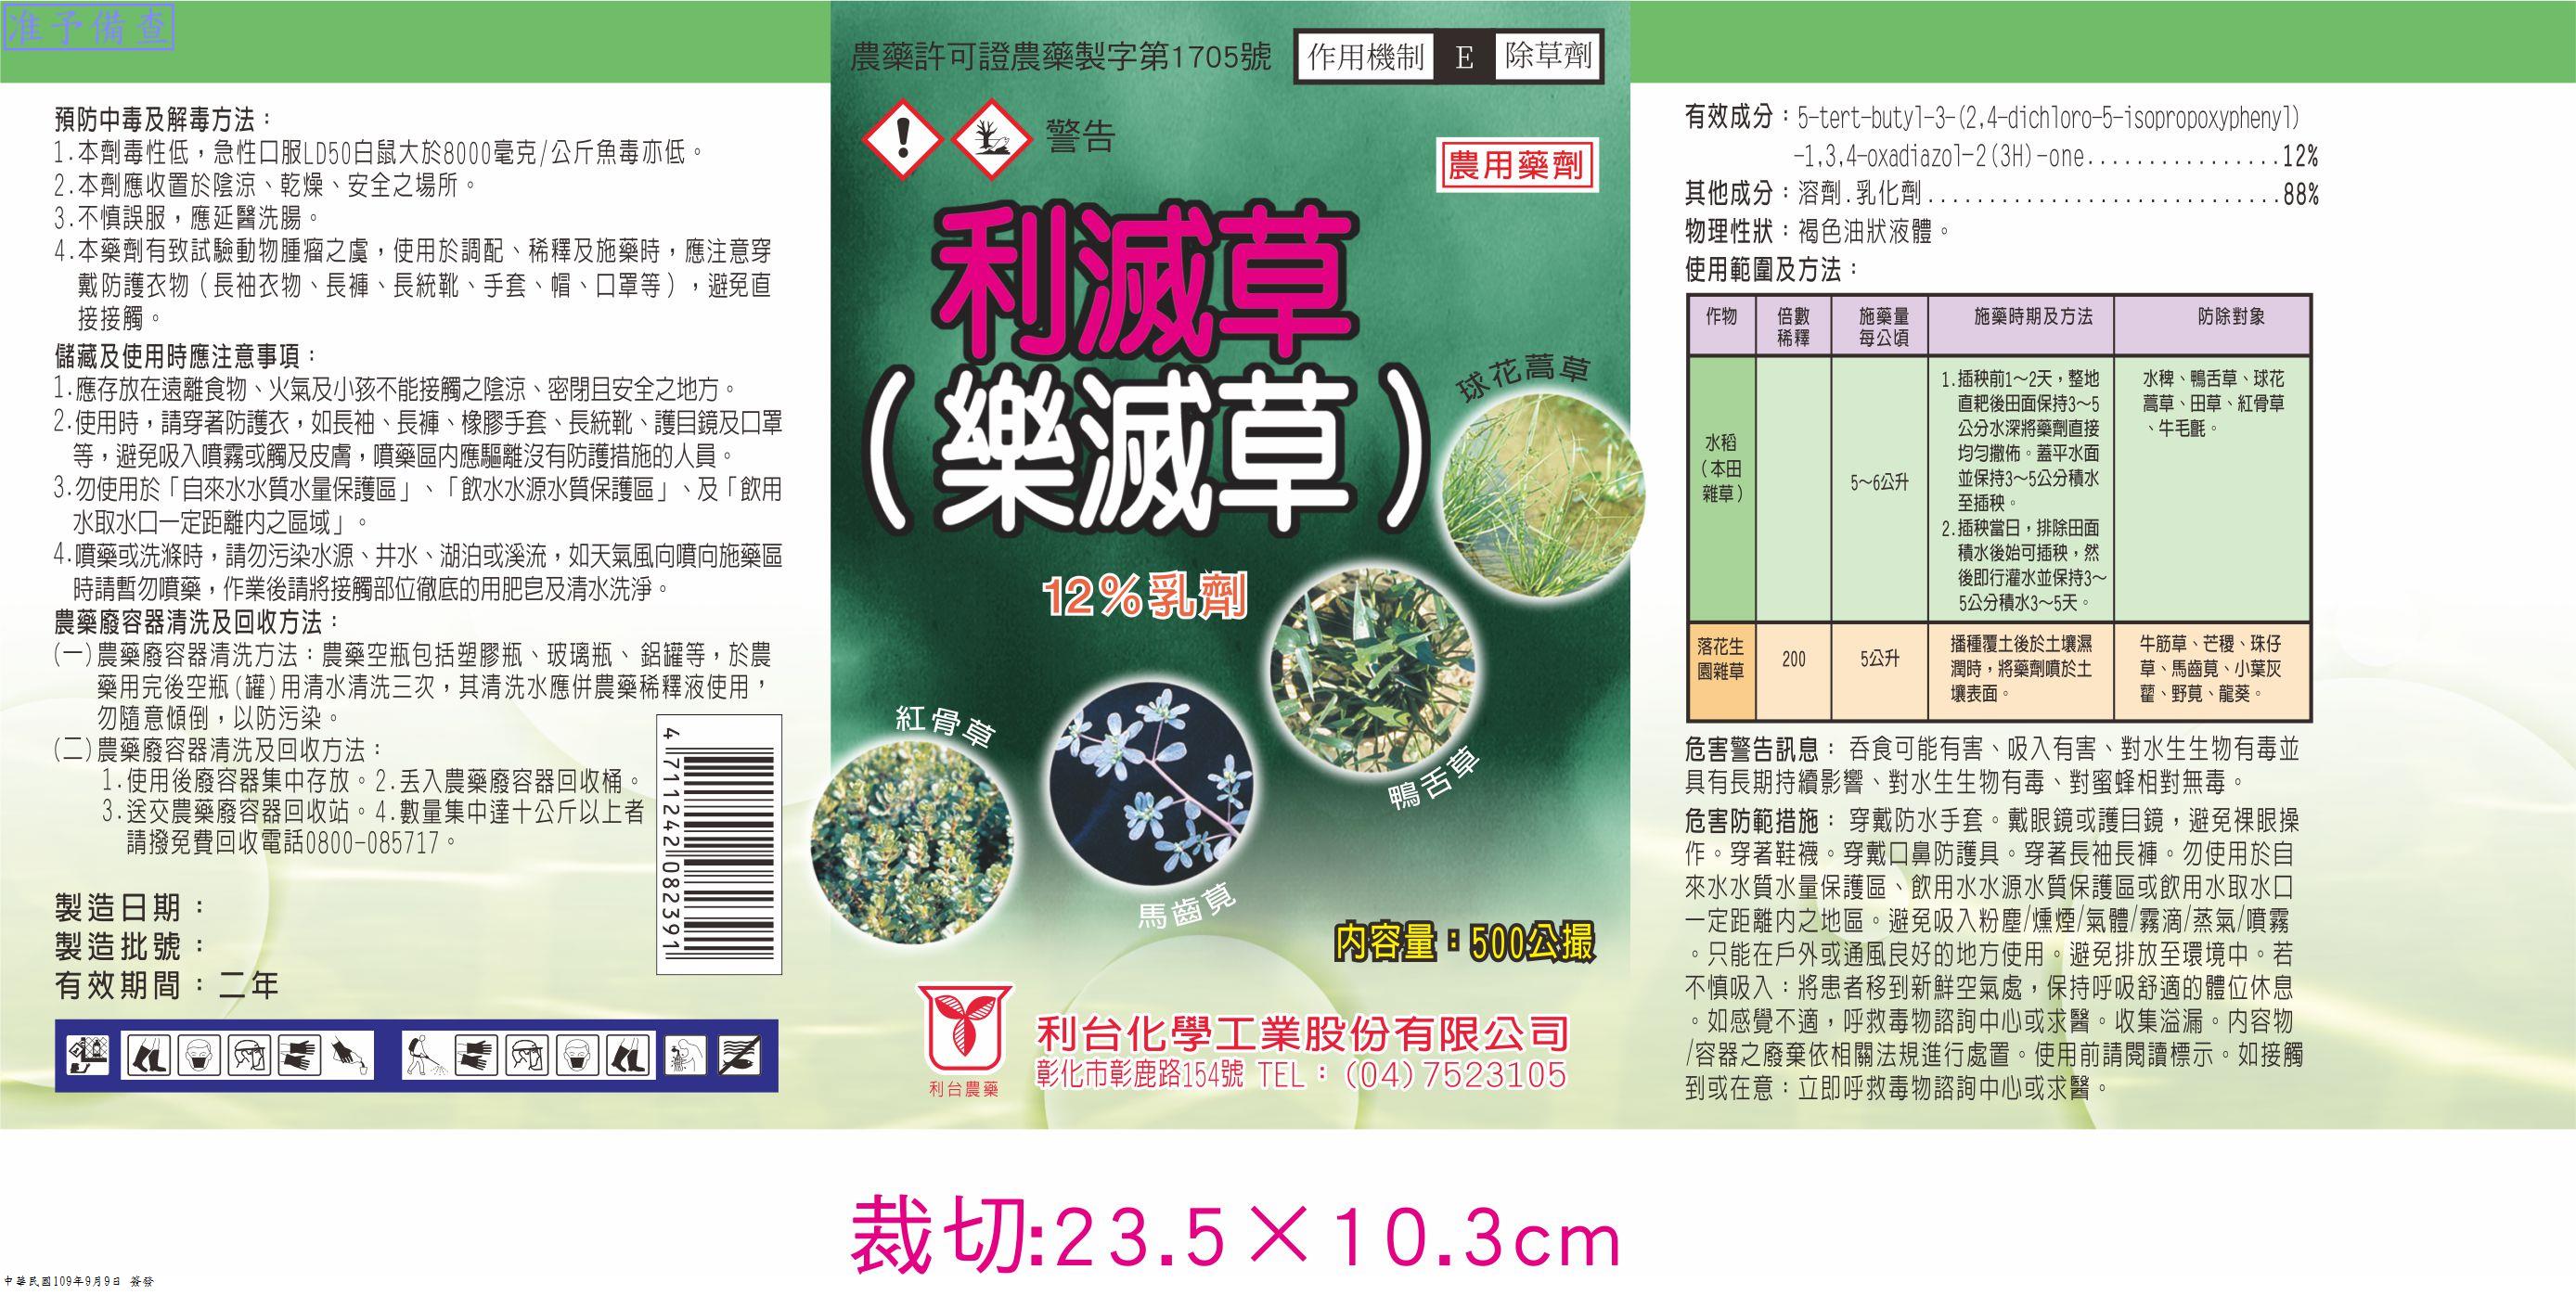 准予備查
預防中毒及解毒方法：
1.本劑毒性低，急性口服LD50白鼠大於8000毫克/公斤魚毒亦低。
2.本劑應收置於陰涼、乾燥、安全之場所。
3.不慎誤服，應延醫洗腸。
4.本藥劑有致試驗動物腫瘤之虞，使用於調配、稀釋及施藥時，應注意穿
戴防護衣物（長袖衣物、長褲、長統靴、手套、帽、口罩等），避免直
接接觸。
儲藏及使用時應注意事項：
1.應存放在遠離食物、火氣及小孩不能接觸之陰涼、密閉且安全之地方。
2.使用時，請穿著防護衣，如長袖、長褲、橡膠手套、長統靴、護目鏡及口罩
等，避免吸入噴霧或觸及皮膚，噴藥區內應驅離沒有防護措施的人員。
3.勿使用於「自來水水質水量保護區」、「飲水水源水質保護區」、及「飲用
水取水口一定距離內之區域」。
4.噴藥或洗滌時，請勿污染水源、井水、湖泊或溪流，如天氣風向噴向施藥區
時請暫勿噴藥，作業後請將接觸部位徹底的用肥皂及清水洗淨。
農藥廢容器清洗及回收方法：
(一)農藥廢容器清洗方法：農藥空瓶包括塑膠瓶、玻璃瓶、鋁罐等，於農
藥用完後空瓶(罐)用清水清洗三次，其清洗水應併農藥稀釋液使用，
勿隨意傾倒，以防污染。
(二)農藥廢容器清洗及回收方法：
1.使用後廢容器集中存放。2.丟入農藥廢容器回收桶。
3.送交農藥廢容器回收站。4.數量集中達十公斤以上者
請撥免費回收電話0800-085717。
4 711242 082391
製造日期：
製造批號：
有效期間：二年
農藥許可證農藥製字第1705號
作用機制 E 除草劑
警告
農用藥劑
利滅草
（樂滅草）
12%乳劑
球花蒿草
鴨舌草
紅骨草
馬齒莧
內容量：500公撮
利台農藥
利台化學工業股份有限公司
彰化市彰鹿路154號 TEL：(04)7523105
有效成分：5-tert-butyl-3-(2,4-dichloro-5-isopropoxyphenyl)
-1,3,4-oxadiazol-2(3H)-one................12%
其他成分：溶劑.乳化劑.............................88%
物理性狀：褐色油狀液體。
使用範圍及方法：
作物 倍數稀釋 施藥量每公頃 施藥時期及方法 防除對象
水稻
（本田
雜草）
5～6公升
1.插秧前1～2天，整地
直耙後田面保持3～5
公分水深將藥劑直接
均勻撒佈。蓋平水面
並保持3～5公分積水
至插秧。
2.插秧當日，排除田面
積水後始可插秧，然
後即行灌水並保持3～
5公分積水3～5天。
水稗、鴨舌草、球花
蒿草、田草、紅骨草
、牛毛氈。
落花生
園雜草
200
5公升
播種覆土後於土壤濕
潤時，將藥劑噴於土
壤表面。
牛筋草、芒稷、珠仔
草、馬齒莧、小葉灰
藋、野莧、龍葵。
危害警告訊息： 吞食可能有害、吸入有害、對水生生物有毒並
具有長期持續影響、對水生生物有毒、對蜜蜂相對無毒。
危害防範措施： 穿戴防水手套。戴眼鏡或護目鏡，避免裸眼操
作。穿著鞋襪。穿戴口鼻防護具。穿著長袖長褲。勿使用於自
來水水質水量保護區、飲用水水源水質保護區或飲用水取水口
一定距離內之地區。避免吸入粉塵/燻煙/氣體/霧滴/蒸氣/噴霧
。只能在戶外或通風良好的地方使用。避免排放至環境中。若
不慎吸入：將患者移到新鮮空氣處，保持呼吸舒適的體位休息
。如感覺不適，呼救毒物諮詢中心或求醫。收集溢漏。內容物
/容器之廢棄依相關法規進行處置。使用前請閱讀標示。如接觸
到或在意：立即呼救毒物諮詢中心或求醫。
裁切:23.5×10.3cm
中華民國109年9月9日 簽發